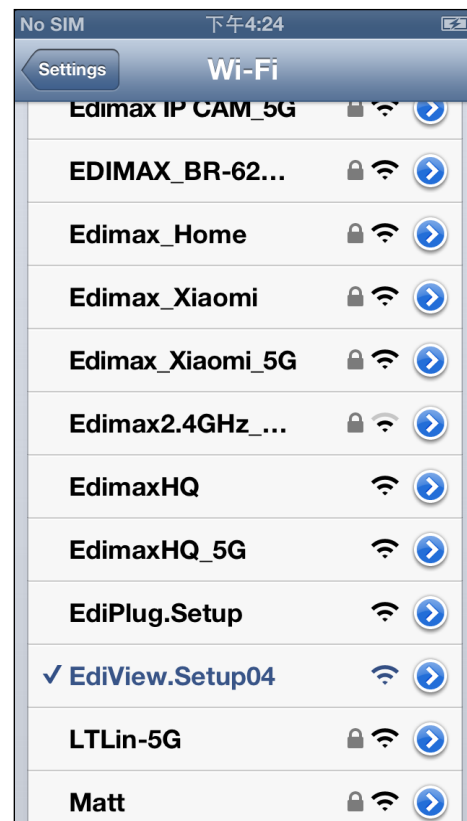 No SIM 下午4:24
Settings Wi-Fi
Edimax IP CAM_5G
EDIMAX_BR-62...
Edimax_Home
Edimax_Xiaomi
Edimax_Xiaomi_5G
Edimax2.4GHz_...
EdimaxHQ
EdimaxHQ_5G
EdiPlug.Setup
✓ EdiView.Setup04
LTLin-5G
Matt